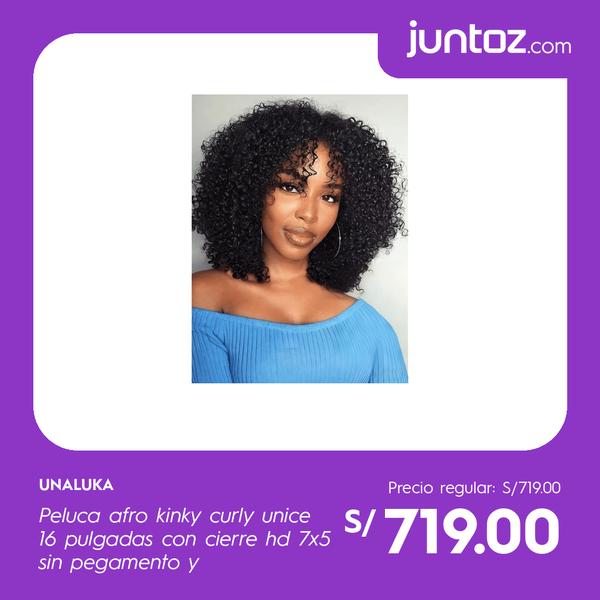 juntoz.com
UNALUKA
Peluca afro kinky curly unice
16 pulgadas con cierre hd 7x5
sin pegamento y
Precio regular: S/719.00
S/719.00